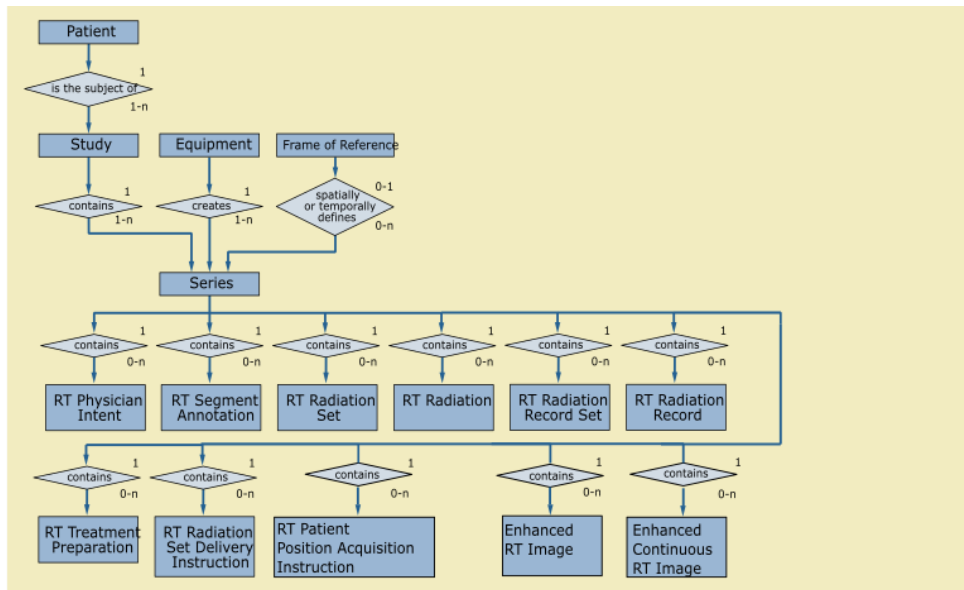 Patient
1
is the subject of
1-n
Study
Equipment
Frame of Reference
1
contains
1-n
1
creates
1-n
0-1
spatially
or temporally
defines
0-n
Series
1
contains
0-n
1
contains
0-n
1
contains
0-n
1
contains
0-n
1
contains
0-n
1
contains
0-n
RT Physician
Intent
RT Segment
Annotation
RT Radiation
Set
RT Radiation
RT Radiation
Record Set
RT Radiation
Record
1
contains
0-n
1
contains
0-n
1
contains
0-n
1
contains
0-n
1
contains
0-n
RT Treatment
Preparation
RT Radiation
Set Delivery
Instruction
RT Patient
Position Acquisition
Instruction
Enhanced
RT Image
Enhanced
Continuous
RT Image